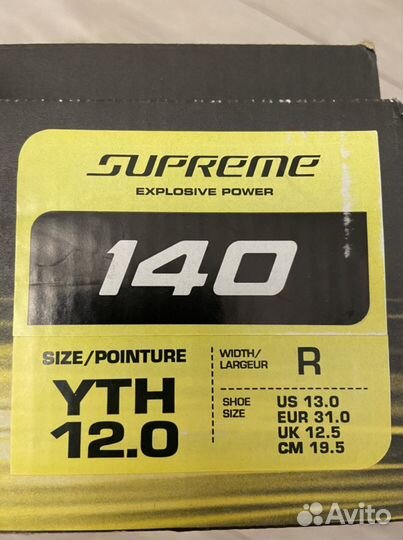 SUPREME
EXPLOSIVE POWER
140
SIZE/POINTURE
YTH
12.0
WIDTH/
LARGEUR
R
SHOE
SIZE
US 13.0
EUR 31.0
UK 12.5
CM 19.5
Avito